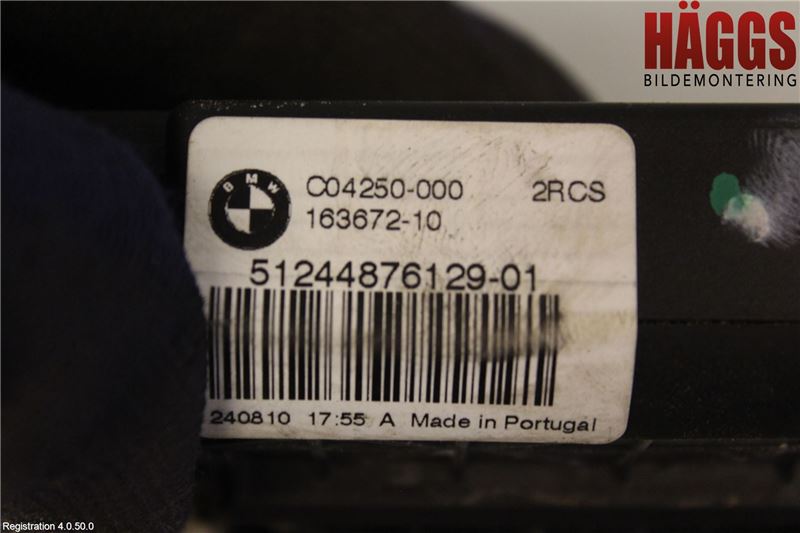 HÄGGS
BILDEMONTERING
BMW
C04250-000 2RCS
163672-10
51244876129-01
240810 17:55 A Made in Portugal
Registration 4.0.50.0